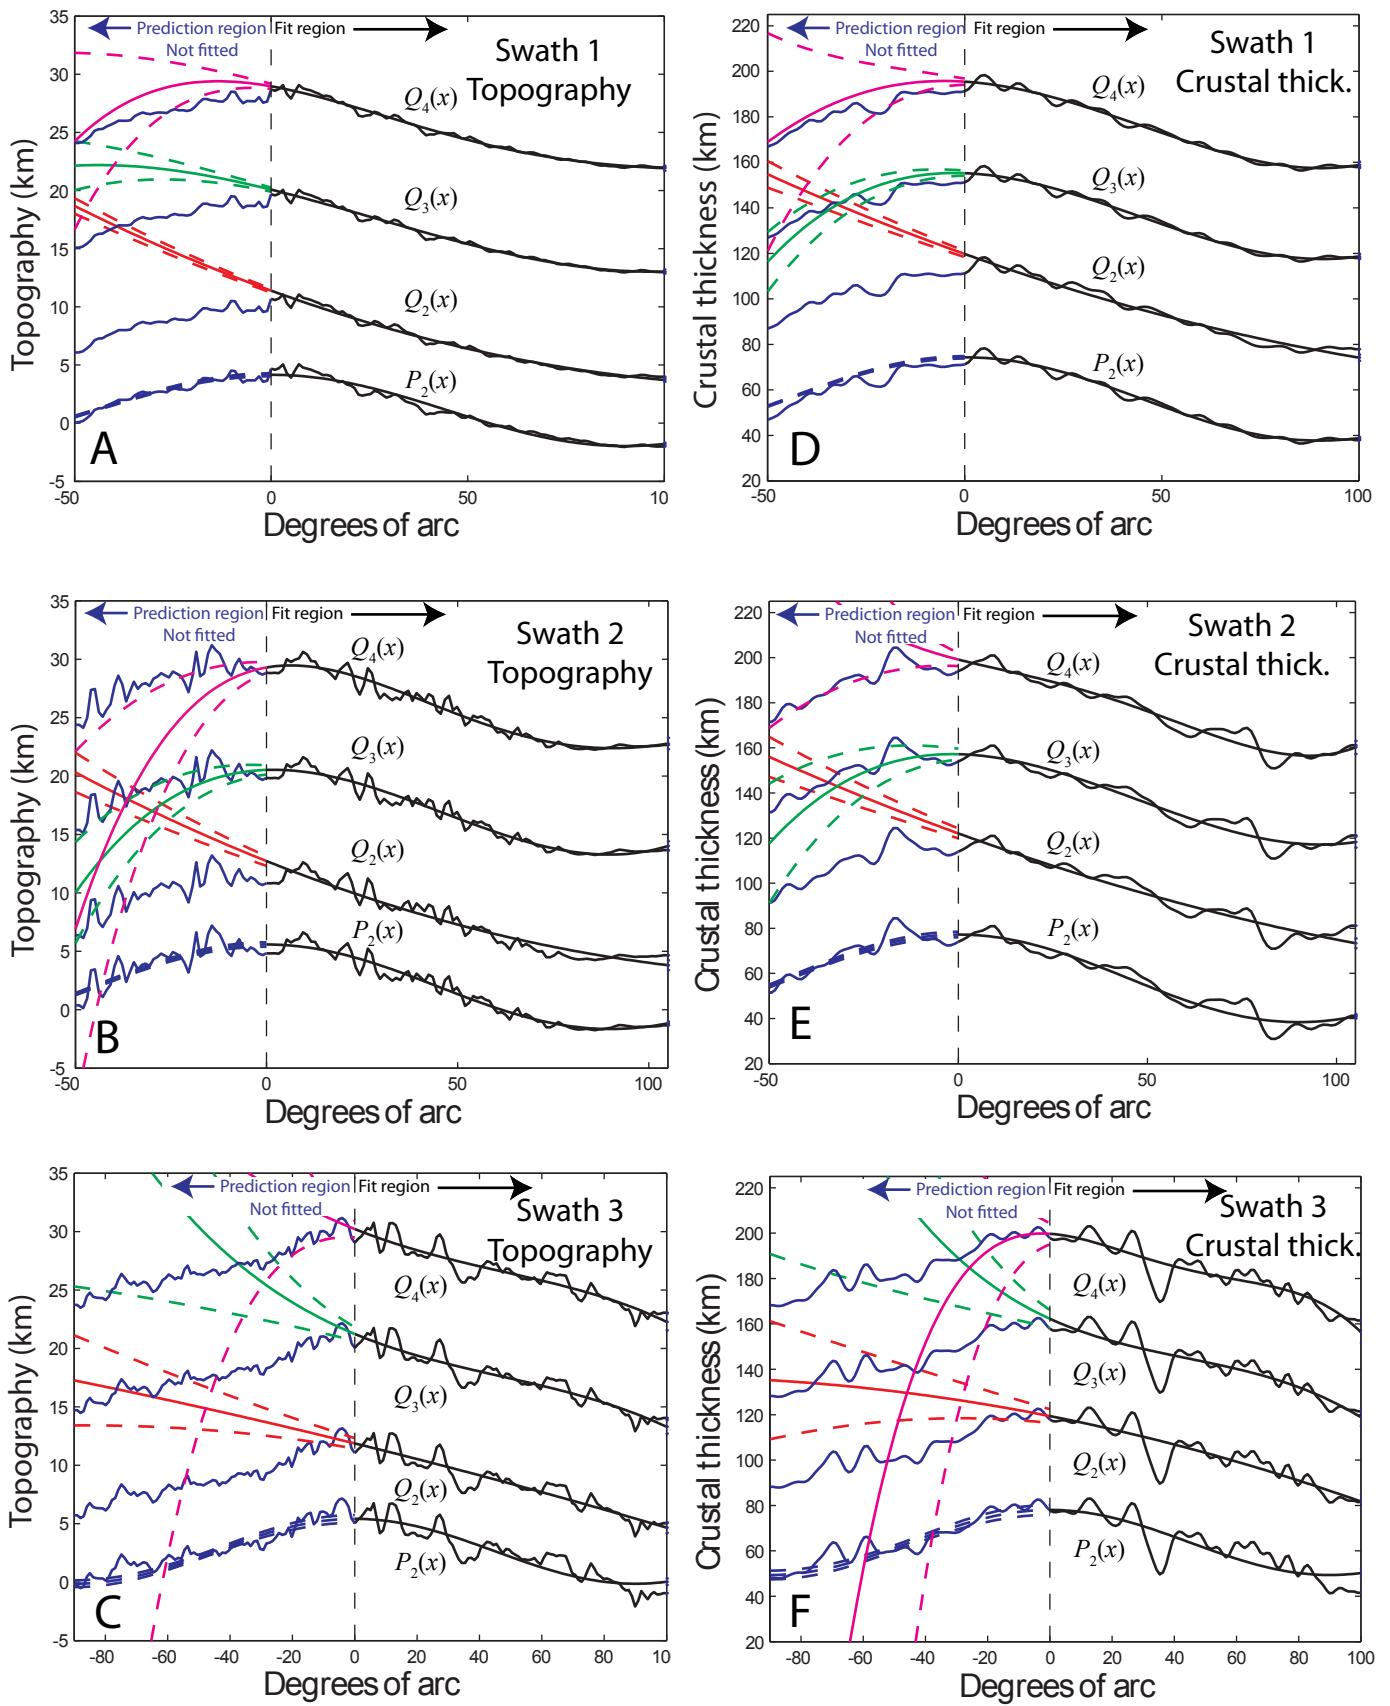 Prediction region Fit region
Not fitted
Swath 1
Topography
Q4(x)
Q3(x)
Q2(x)
P2(x)
A
35
30
25
20
15
10
5
0
-5
-50 0 50 10
Topography (km)
Degrees of arc
Prediction region Fit region
Not fitted
Swath 1
Crustal thick.
Q4(x)
Q3(x)
Q2(x)
P2(x)
D
220
200
180
160
140
120
100
80
60
40
20
-50 0 50 100
Crustal thickness (km)
Degrees of arc
Prediction region Fit region
Not fitted
Swath 2
Topography
Q4(x)
Q3(x)
Q2(x)
P2(x)
B
35
30
25
20
15
10
5
0
-5
-50 0 50 100
Topography (km)
Degrees of arc
Prediction region Fit region
Not fitted
Swath 2
Crustal thick.
Q4(x)
Q3(x)
Q2(x)
P2(x)
E
220
200
180
160
140
120
100
80
60
40
20
-50 0 50 100
Crustal thickness (km)
Degrees of arc
Prediction region Fit region
Not fitted
Swath 3
Topography
Q4(x)
Q3(x)
Q2(x)
P2(x)
C
35
30
25
20
15
10
5
0
-5
-80 -60 -40 -20 0 20 40 60 80 10
Topography (km)
Degrees of arc
Prediction region Fit region
Not fitted
Swath 3
Crustal thick.
Q4(x)
Q3(x)
Q2(x)
P2(x)
F
220
200
180
160
140
120
100
80
60
40
20
-80 -60 -40 -20 0 20 40 60 80 100
Crustal thickness (km)
Degrees of arc